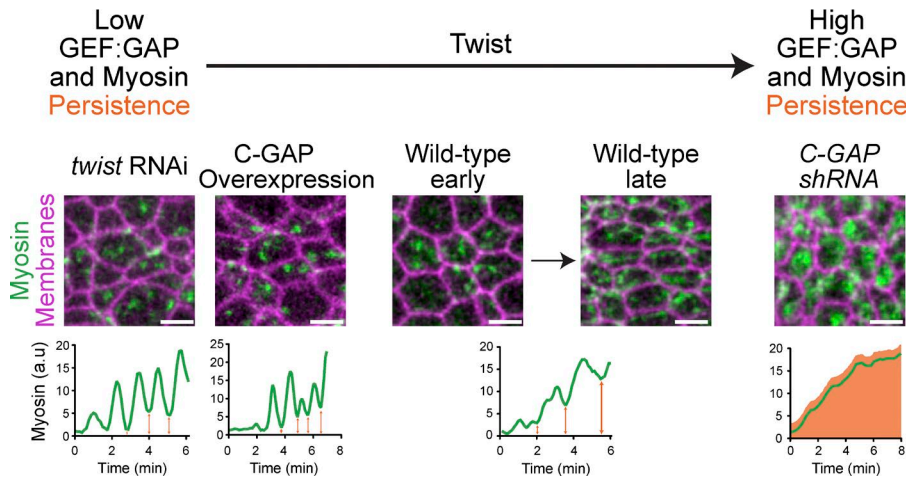 Low
GEF:GAP
and Myosin
Persistence
Twist
High
GEF:GAP
and Myosin
Persistence
twist RNAi
C-GAP
Overexpression
Wild-type
early
Wild-type
late
C-GAP
shRNA
Myosin
Membranes
Myosin (a.u)
20
15
10
5
0
0 2 4 6
Time (min)
25
20
15
10
5
0
0 2 4 6 8
Time (min)
20
15
10
5
0
0 2 4 6
Time (min)
20
15
10
5
0
0 2 4 6 8
Time (min)